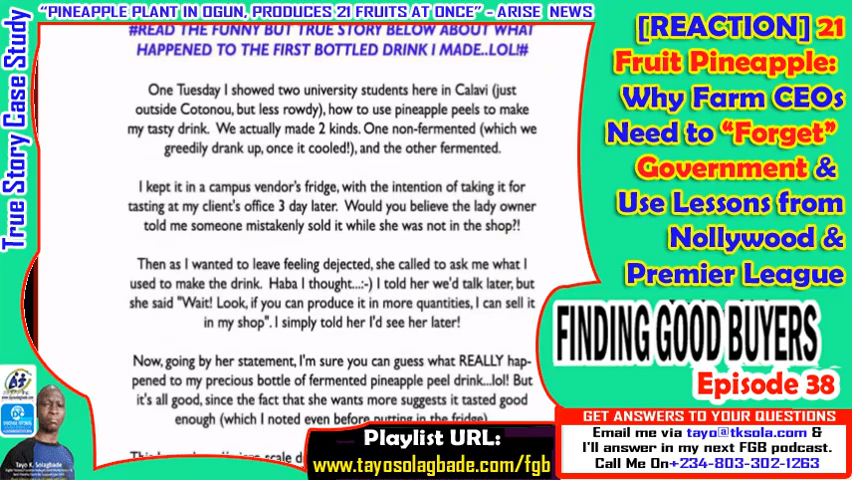 "PINEAPPLE PLANT IN OGUN, PRODUCES 21 FRUITS AT ONCE" - ARISE NEWS
True Story Case Study
#READ THE FUNNY BUT TRUE STORY BELOW ABOUT WHAT
HAPPENED TO THE FIRST BOTTLED DRINK I MADE..LOL!#
One Tuesday I showed two university students here in Calavi (just
outside Cotonou, but less rowdy), how to use pineapple peels to make
my tasty drink. We actually made 2 kinds. One non-fermented (which we
greedily drank up, once it cooled!), and the other fermented.
I kept it in a campus vendor's fridge, with the intention of taking it for
tasting at my client's office 3 day later. Would you believe the lady owner
told me someone mistakenly sold it while she was not in the shop?!
Then as I wanted to leave feeling dejected, she called to ask me what I
used to make the drink. Haba I thought...:-) I told her we'd talk later, but
she said "Wait! Look, if you can produce it in more quantities, I can sell it
in my shop". I simply told her I'd see her later!
Now, going by her statement, I'm sure you can guess what REALLY hap-
pened to my precious bottle of fermented pineapple peel drink...lol! But
it's all good, since the fact that she wants more suggests it tasted good
enough (which I noted even before putting in the fridge)
[REACTION] 21
Fruit Pineapple:
Why Farm CEOs
Need to "Forget"
Government &
Use Lessons from
Nollywood &
Premier League
FINDING GOOD BUYERS
Episode 38
GET ANSWERS TO YOUR QUESTIONS
Email me via tayo@tksola.com &
I'll answer in my next FGB podcast.
Call Me On+234-803-302-1263
Playlist URL:
www.tayosolagbade.com/fgb
Tayo K. Solagbade